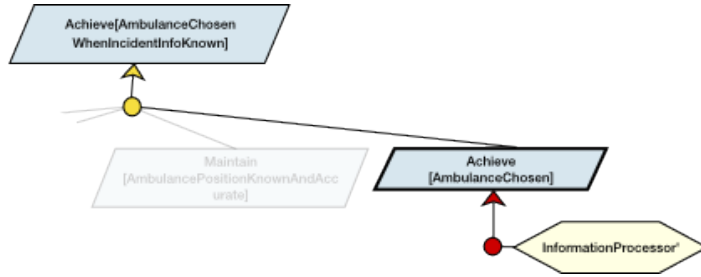 Achieve[AmbulanceChosen
WhenIncidentInfoKnown]
Maintain
[AmbulancePositionKnownAndAcc
urate]
Achieve
[AmbulanceChosen]
InformationProcessor'